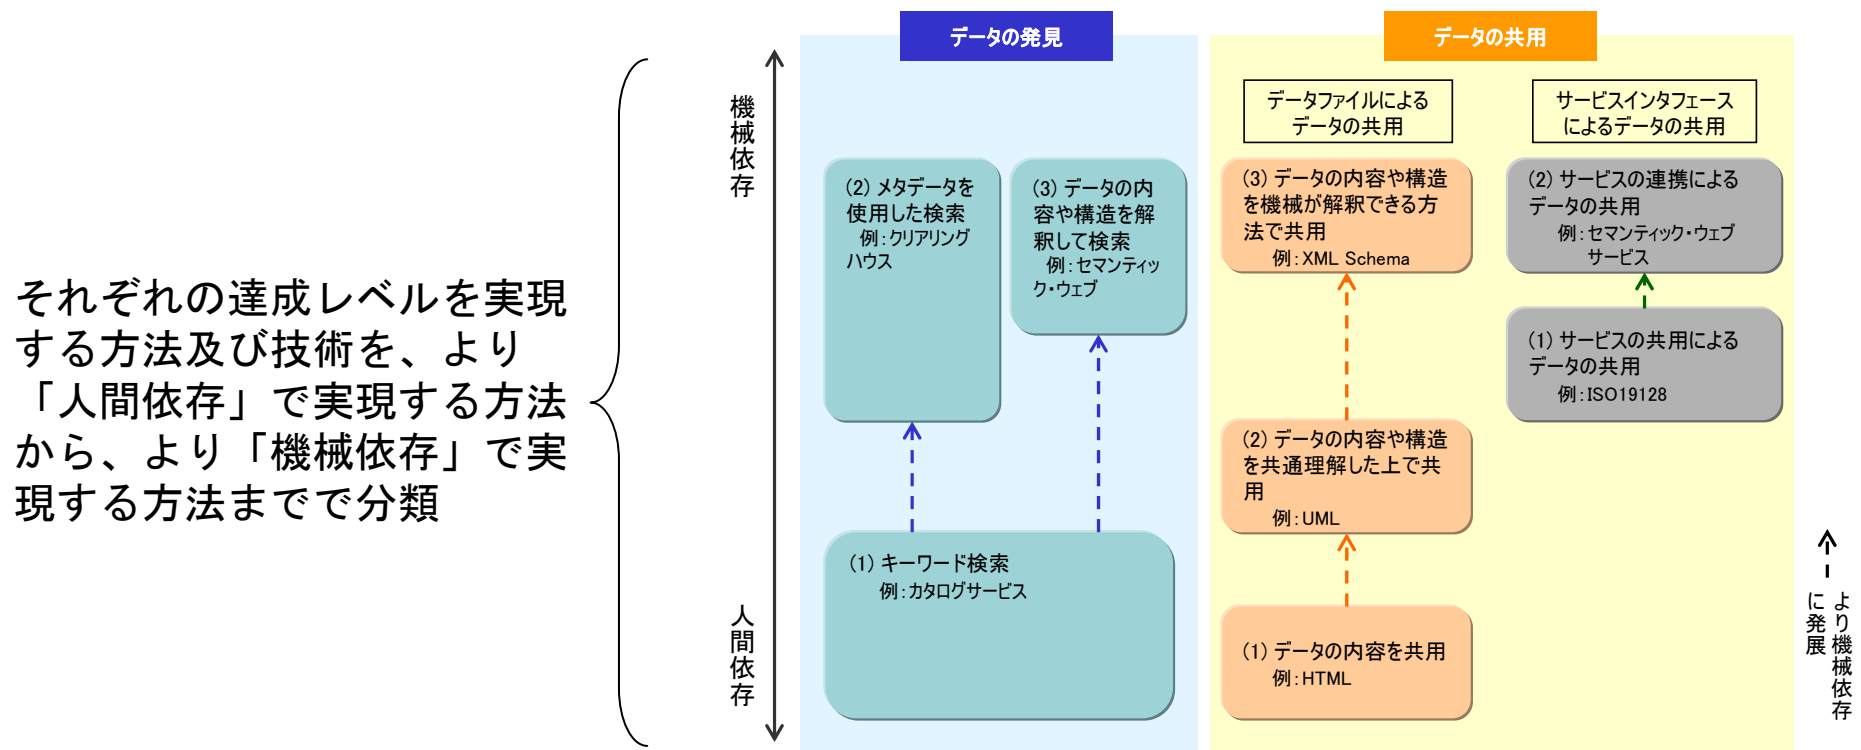 それぞれの達成レベルを実現
する方法及び技術を、より
「人間依存」で実現する方法
から、より「機械依存」で実
現する方法までで分類
機械依存
人間依存
データの発見
(2) メタデータを
使用した検索
例：クリアリング
ハウス
(3) データの内
容や構造を解
釈して検索
例：セマンティッ
ク・ウェブ
(1) キーワード検索
例：カタログサービス
データの共用
データファイルによる
データの共用
(3) データの内容や構造
を機械が解釈できる方
法で共用
例：XML Schema
(2) データの内容や構造
を共通理解した上で共
用
例：UML
(1) データの内容を共用
例：HTML
サービスインタフェース
によるデータの共用
(2) サービスの連携による
データの共用
例：セマンティック・ウェブ
サービス
(1) サービスの共用による
データの共用
例：ISO19128
より機械依存
に発展